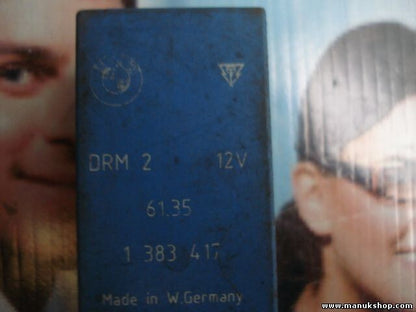 DRM 2 12V
61.35
1 383 417
Made in W.Germany
www.manukshop.com